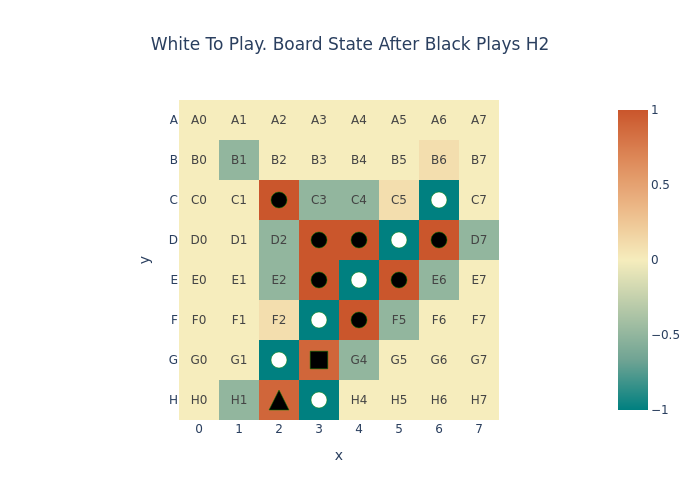 White To Play. Board State After Black Plays H2
A A0 A1 A2 A3 A4 A5 A6 A7
B B0 B1 B2 B3 B4 B5 B6 B7
C C0 C1 C3 C4 C5 C7
D D0 D1 D2 D7
E E0 E1 E2 E6 E7
F F0 F1 F2 F5 F6 F7
G G0 G1 G4 G5 G6 G7
H H0 H1 H4 H5 H6 H7
0 1 2 3 4 5 6 7
x
y
1
0.5
0
−0.5
−1